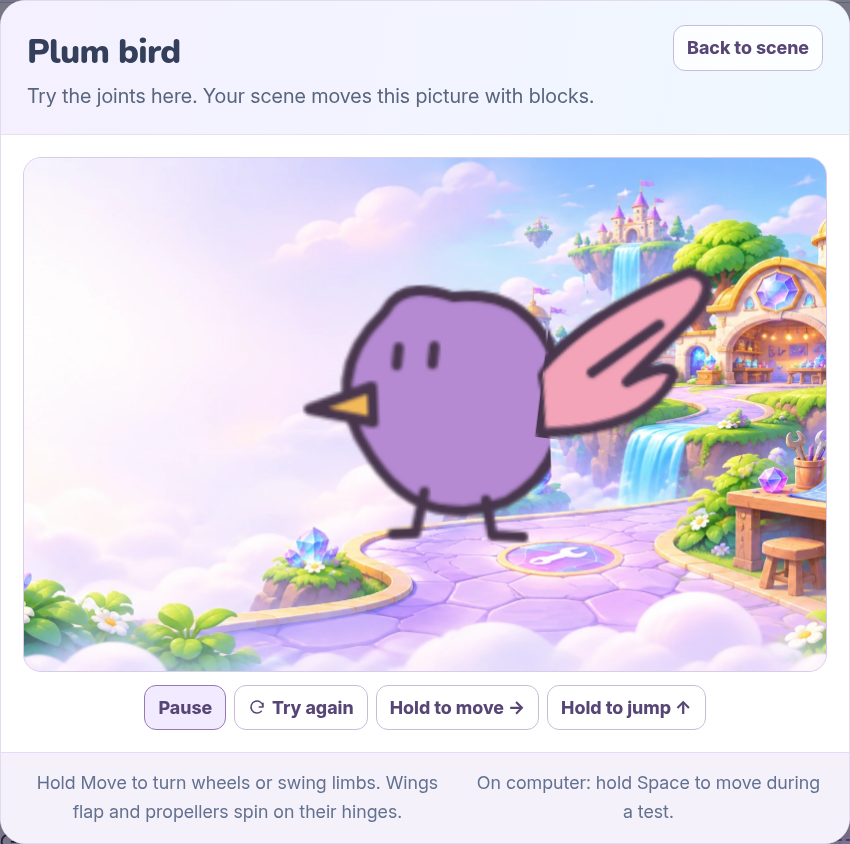 Plum bird
Back to scene
Try the joints here. Your scene moves this picture with blocks.
Pause
Try again
Hold to move →
Hold to jump ↑
Hold Move to turn wheels or swing limbs. Wings
flap and propellers spin on their hinges.
On computer: hold Space to move during
a test.